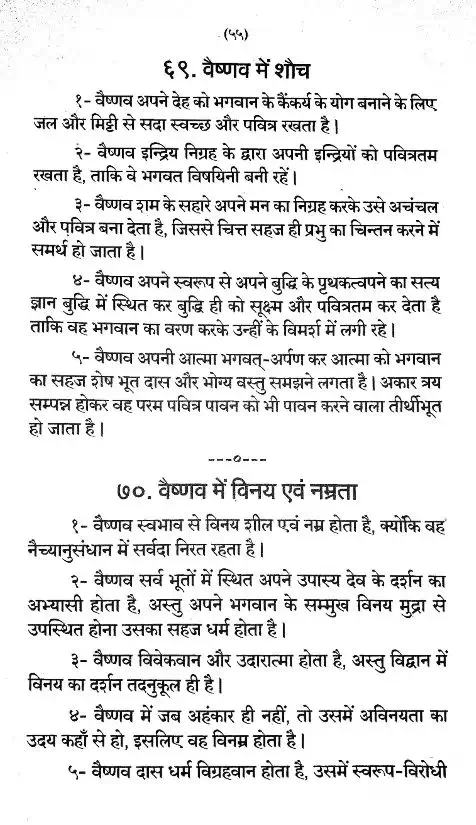 (५५)
६९. वैष्णव में शौच
१- वैष्णव अपने देह को भगवान के कैंकर्य के योग बनाने के लिए
जल और मिट्टी से सदा स्वच्छ और पवित्र रखता है।
२- वैष्णव इन्द्रिय निग्रह के द्वारा अपनी इन्द्रियों को पवित्रतम
रखता है, ताकि वे भगवत विषयिनी बनी रहें।
३- वैष्णव शम के सहारे अपने मन का निग्रह करके उसे अचंचल
और पवित्र बना देता है, जिससे चित्त सहज ही प्रभु का चिन्तन करने में
समर्थ हो जाता है।
४- वैष्णव अपने स्वरूप से अपने बुद्धि के पृथकत्वपने का सत्य
ज्ञान बुद्धि में स्थित कर बुद्धि ही को सूक्ष्म और पवित्रतम कर देता है
ताकि वह भगवान का वरण करके उन्हीं के विमर्श में लगी रहे।
५- वैष्णव अपनी आत्मा भगवत्-अर्पण कर आत्मा को भगवान
का सहज शेष भूत दास और भोग्य वस्तु समझने लगता है। अकार त्रय
सम्पन्न होकर वह परम पवित्र पावन को भी पावन करने वाला तीर्थीभूत
हो जाता है।
---०---
७०. वैष्णव में विनय एवं नम्रता
१- वैष्णव स्वभाव से विनय शील एवं नम्र होता है, क्योंकि वह
नैच्यानुसंधान में सर्वदा निरत रहता है।
२- वैष्णव सर्व भूतों में स्थित अपने उपास्य देव के दर्शन का
अभ्यासी होता है, अस्तु अपने भगवान के सम्मुख विनय मुद्रा से
उपस्थित होना उसका सहज धर्म होता है।
३- वैष्णव विवेकवान और उदारात्मा होता है, अस्तु विद्वान में
विनय का दर्शन तदनुकूल ही है।
४- वैष्णव में जब अहंकार ही नहीं, तो उसमें अविनयता का
उदय कहाँ से हो, इसलिए वह विनम्र होता है।
५- वैष्णव दास धर्म विग्रहवान होता है, उसमें स्वरूप-विरोधी